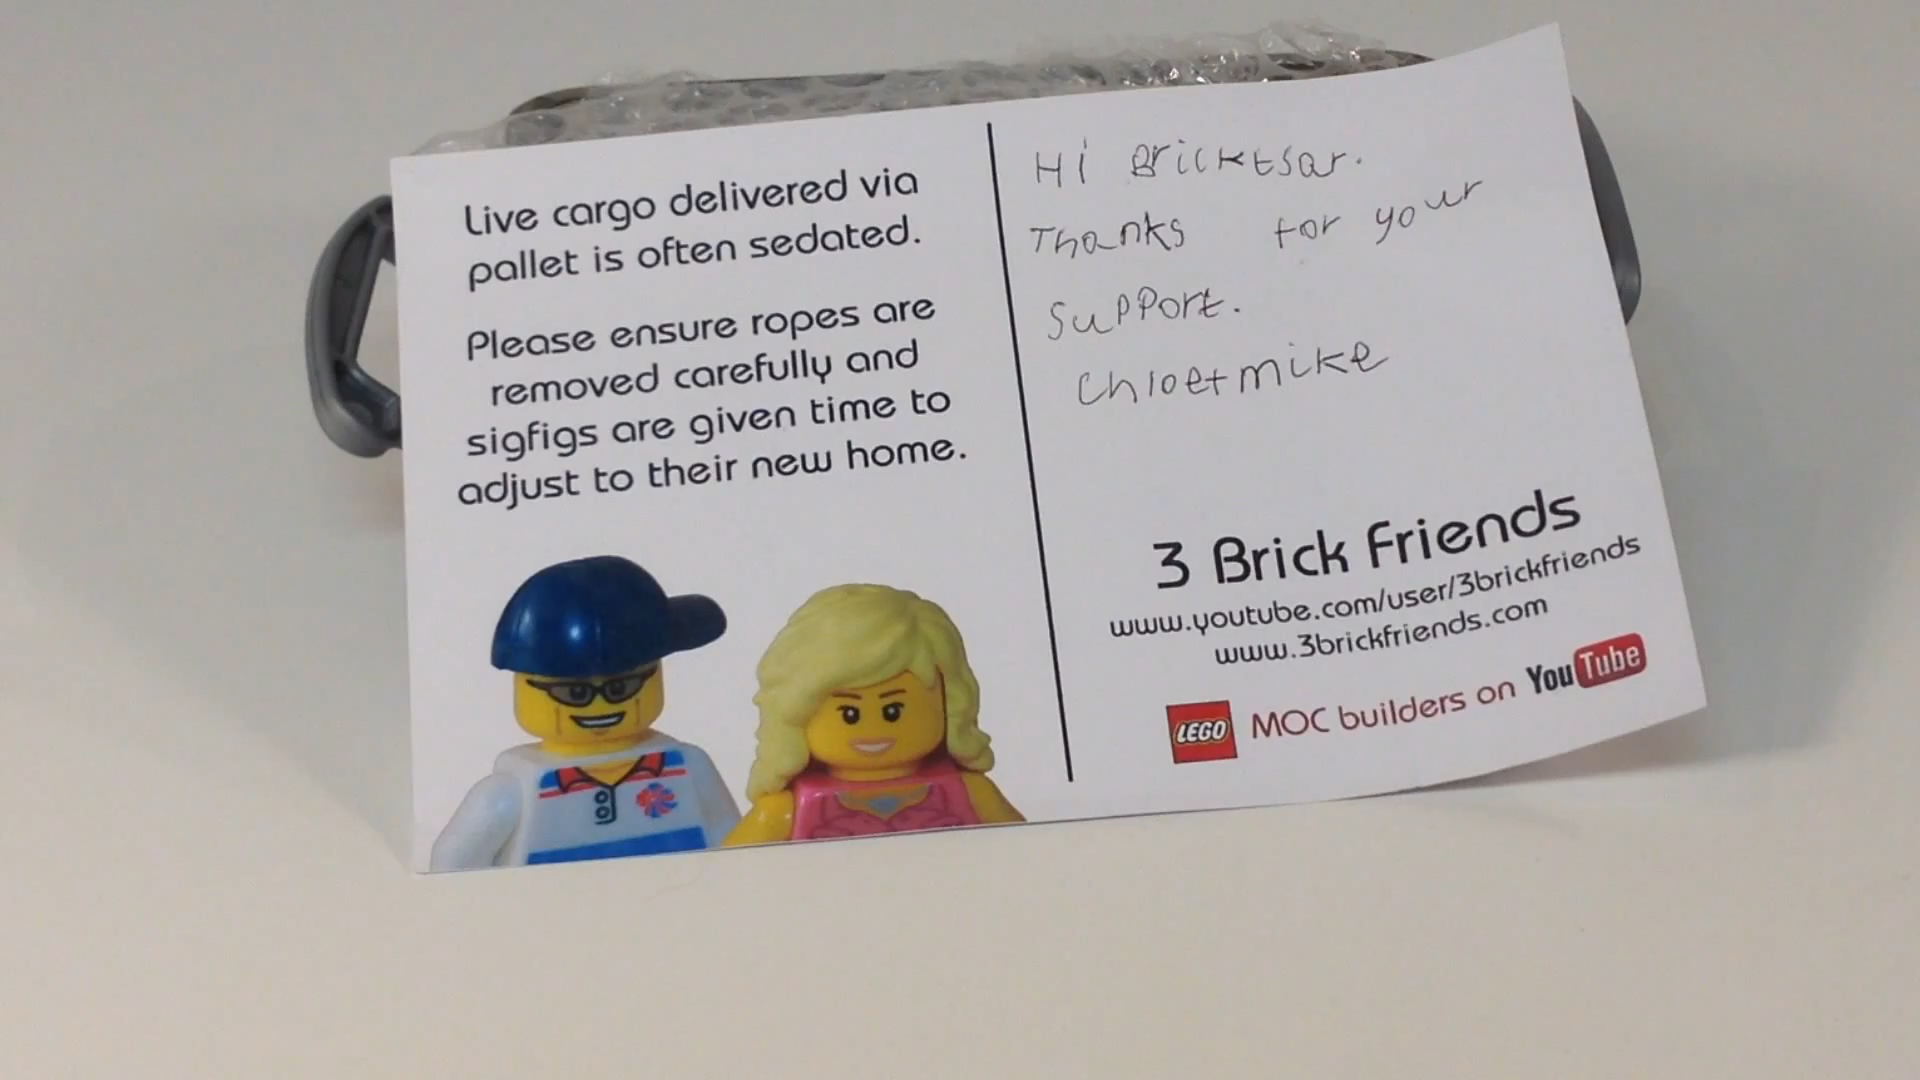 Live cargo delivered via
pallet is often sedated.
Please ensure ropes are
removed carefully and
sigfigs are given time to
adjust to their new home.
Hi Bricktsar.
Thanks for your
Support.
Chloe+mike
3 Brick Friends
www.youtube.com/user/3brickfriends
www.3brickfriends.com
LEGO MOC builders on YouTube